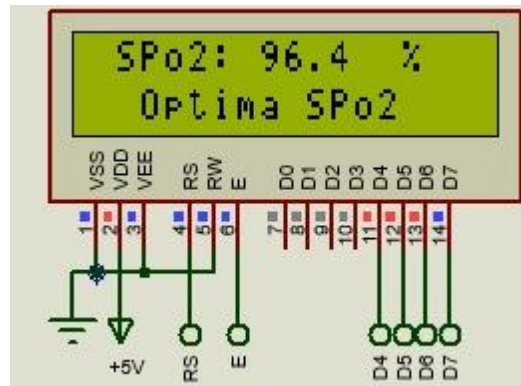 SPo2: 96.4 %
Optima SPo2
VSS VDD VEE RS RW E D0 D1 D2 D3 D4 D5 D6 D7
1 2 3 4 5 6 7 8 9 10 11 12 13 14
+5V RS E D4 D5 D6 D7